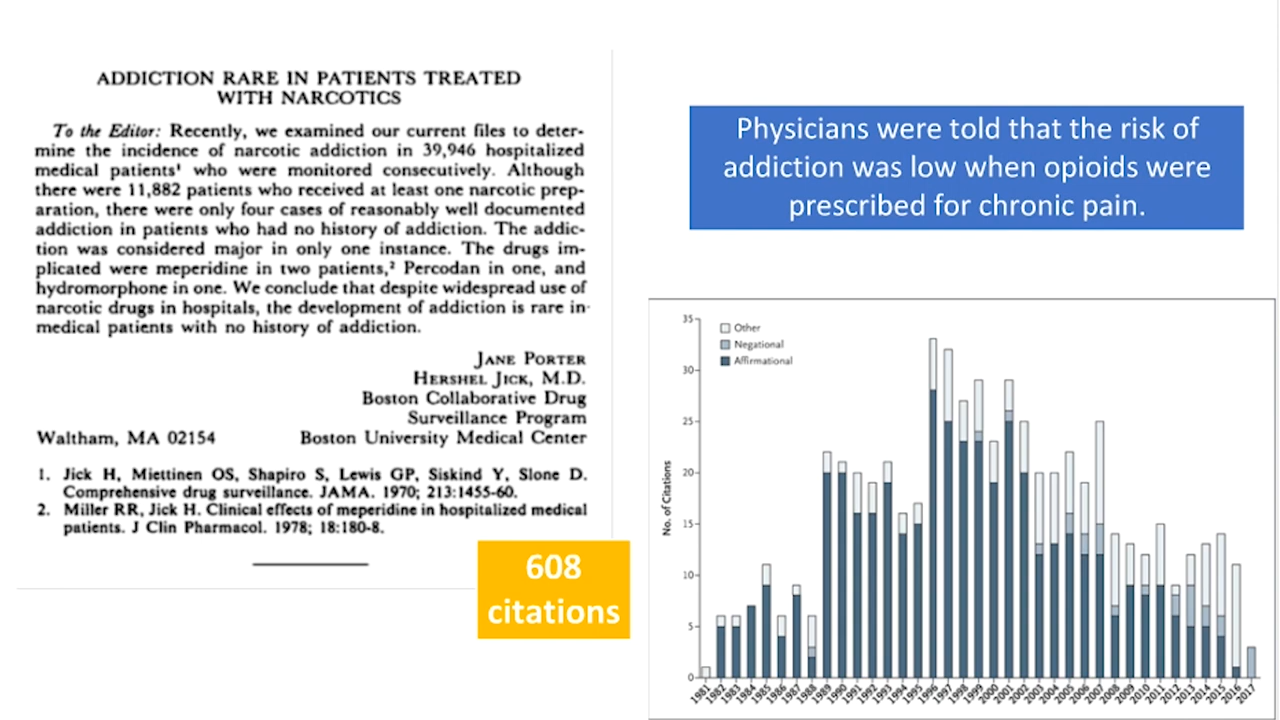 ADDICTION RARE IN PATIENTS TREATED
WITH NARCOTICS
To the Editor: Recently, we examined our current files to deter-
mine the incidence of narcotic addiction in 39,946 hospitalized
medical patients¹ who were monitored consecutively. Although
there were 11,882 patients who received at least one narcotic prep-
aration, there were only four cases of reasonably well documented
addiction in patients who had no history of addiction. The addic-
tion was considered major in only one instance. The drugs im-
plicated were meperidine in two patients,² Percodan in one, and
hydromorphone in one. We conclude that despite widespread use of
narcotic drugs in hospitals, the development of addiction is rare in
medical patients with no history of addiction.
JANE PORTER
HERSHEL JICK, M.D.
Boston Collaborative Drug
Surveillance Program
Waltham, MA 02154 Boston University Medical Center
1. Jick H, Miettinen OS, Shapiro S, Lewis GP, Siskind Y, Slone D.
Comprehensive drug surveillance. JAMA. 1970; 213:1455-60.
2. Miller RR, Jick H. Clinical effects of meperidine in hospitalized medical
patients. J Clin Pharmacol. 1978; 18:180-8.
608
citations
Physicians were told that the risk of
addiction was low when opioids were
prescribed for chronic pain.
Other
Negational
Affirmational
No. of Citations
35
30
25
20
15
10
5
0
1981 1982 1983 1984 1985 1986 1987 1988 1989 1990 1991 1992 1993 1994 1995 1996 1997 1998 1999 2000 2001 2002 2003 2004 2005 2006 2007 2008 2009 2010 2011 2012 2013 2014 2015 2016 2017